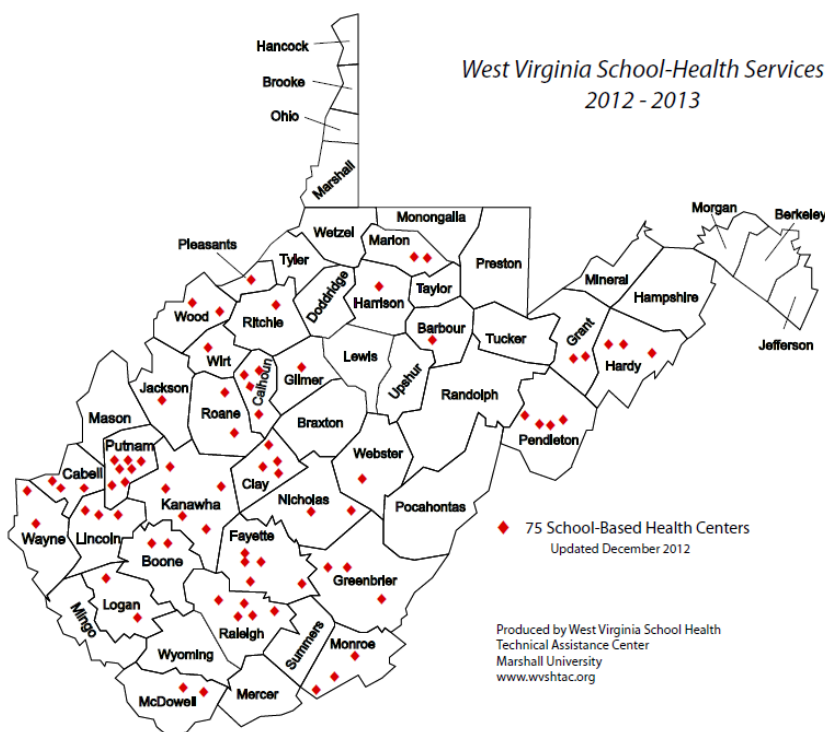 West Virginia School-Health Services
2012 - 2013
Hancock
Brooke
Ohio
Marshall
Morgan
Berkeley
Jefferson
Wetzel
Monongalla
Marion
Pleasants
Tyler
Doddridge
Harrison
Taylor
Preston
Mineral
Hampshire
Wood
Ritchie
Barbour
Tucker
Grant
Hardy
Wirt
Calhoun
Gilmer
Lewis
Upshur
Randolph
Jackson
Roane
Braxton
Mason
Putnam
Webster
Pendleton
Cabell
Clay
Kanawha
Nicholas
Pocahontas
Wayne
Lincoln
Fayette
Boone
Greenbrier
Logan
Mingo
Raleigh
Summers
Monroe
Wyoming
McDowell
Mercer
75 School-Based Health Centers
Updated December 2012
Produced by West Virginia School Health
Technical Assistance Center
Marshall University
www.wvshtac.org